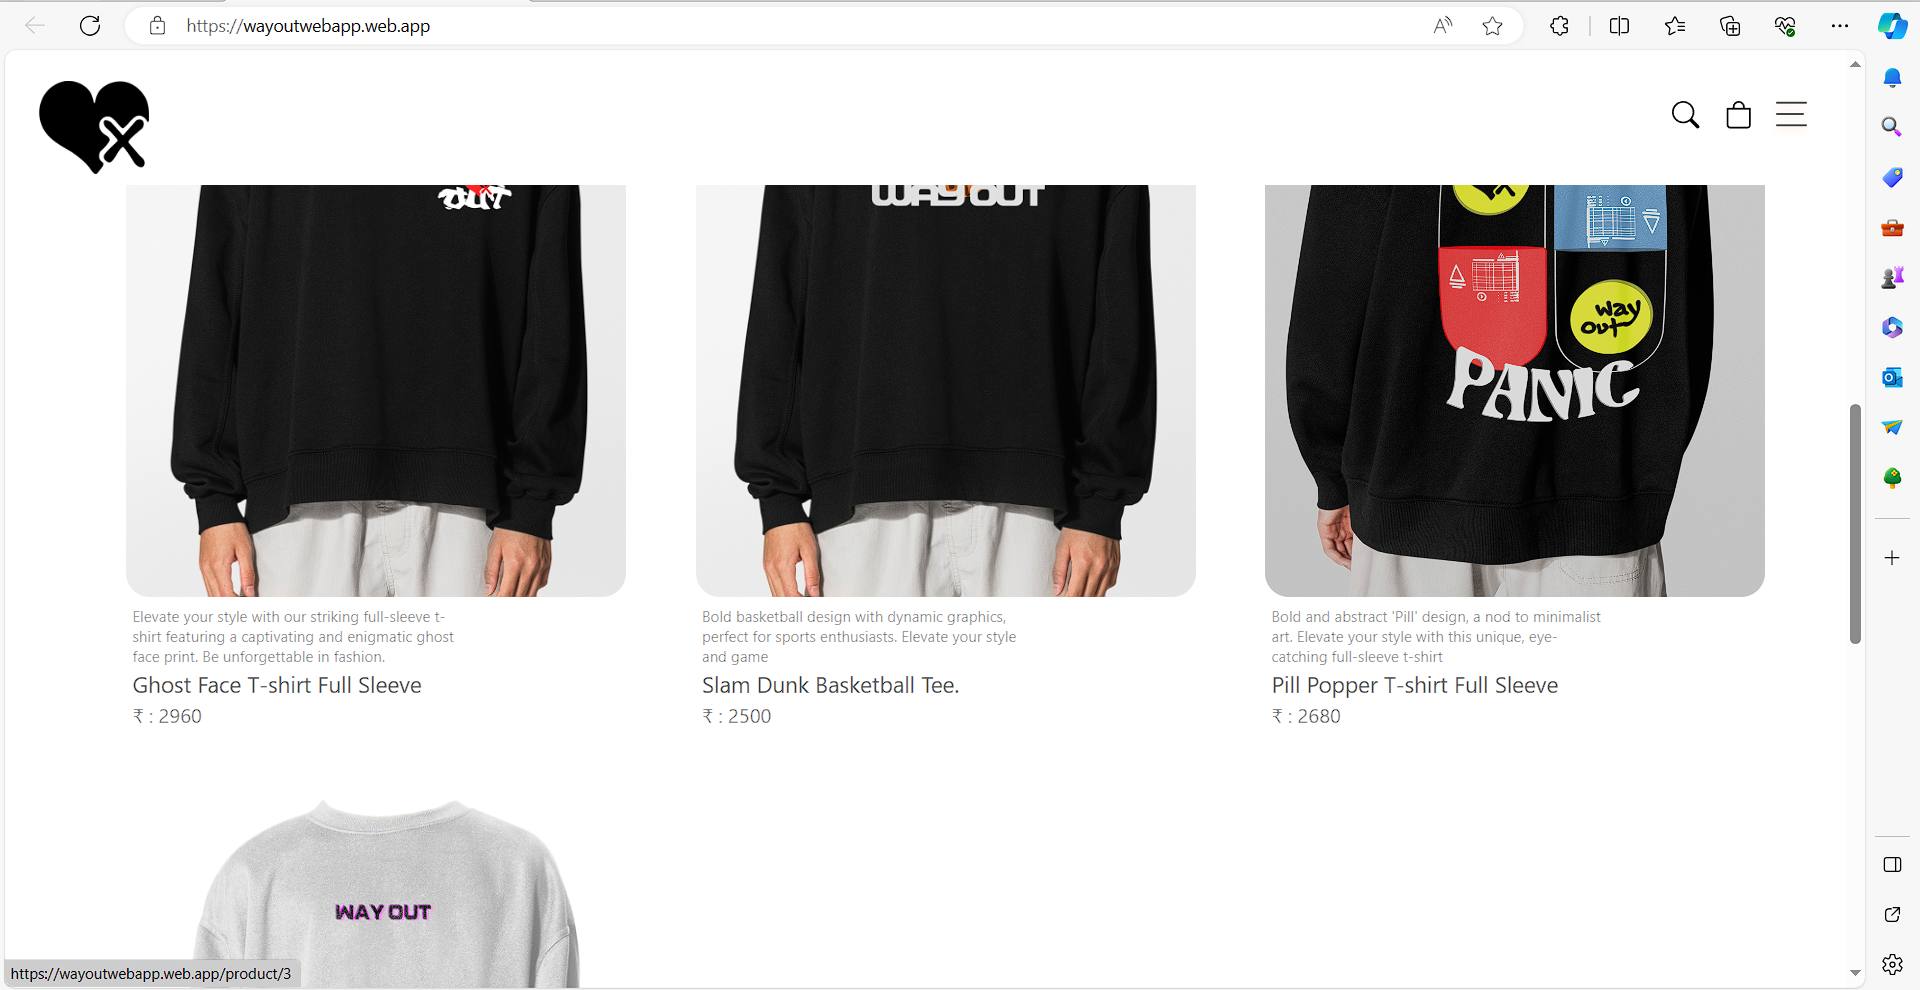 https://wayoutwebapp.web.app
OUT
WAY OUT
way
out
PANIC
Elevate your style with our striking full-sleeve t-
shirt featuring a captivating and enigmatic ghost
face print. Be unforgettable in fashion.
Ghost Face T-shirt Full Sleeve
₹ : 2960
Bold basketball design with dynamic graphics,
perfect for sports enthusiasts. Elevate your style
and game
Slam Dunk Basketball Tee.
₹ : 2500
Bold and abstract 'Pill' design, a nod to minimalist
art. Elevate your style with this unique, eye-
catching full-sleeve t-shirt
Pill Popper T-shirt Full Sleeve
₹ : 2680
WAY OUT
https://wayoutwebapp.web.app/product/3